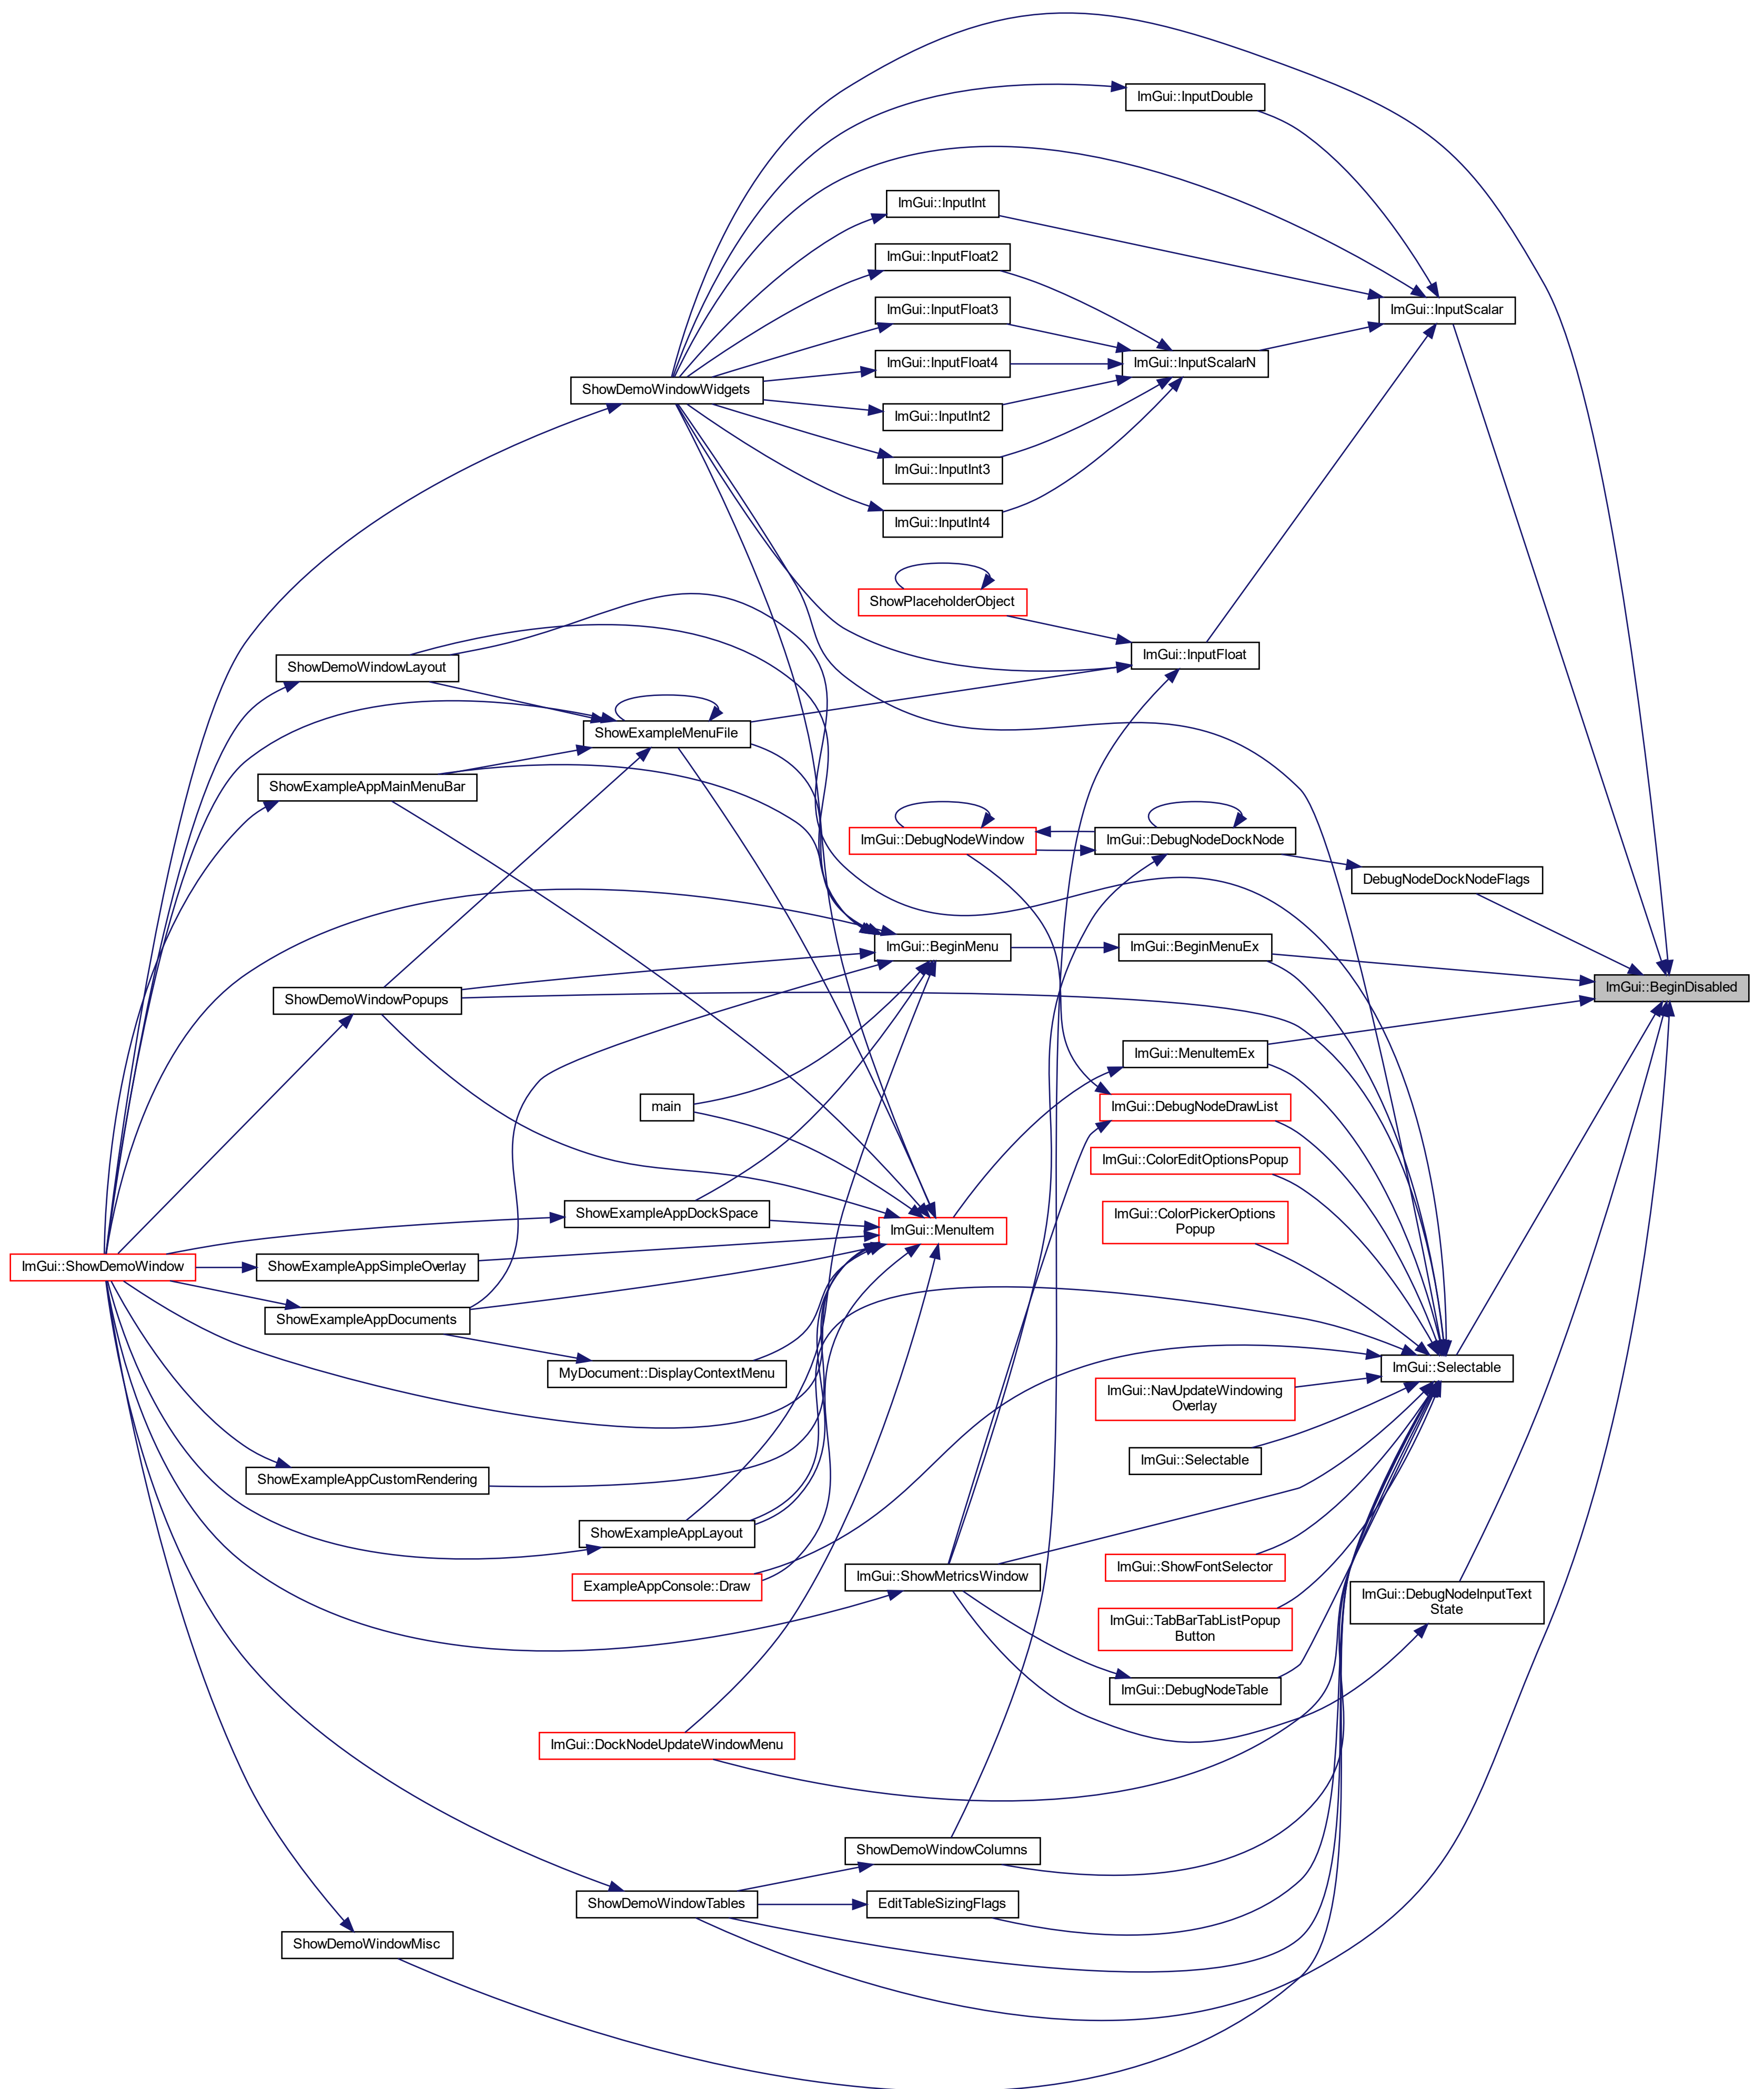 ImGui::InputDouble
ImGui::InputInt
ImGui::InputFloat2
ImGui::InputFloat3
ImGui::InputScalar
ImGui::InputFloat4
ImGui::InputScalarN
ShowDemoWindowWidgets
ImGui::InputInt2
ImGui::InputInt3
ImGui::InputInt4
ShowPlaceholderObject
ImGui::InputFloat
ShowDemoWindowLayout
ShowExampleMenuFile
ShowExampleAppMainMenuBar
ImGui::DebugNodeWindow
ImGui::DebugNodeDockNode
DebugNodeDockNodeFlags
ImGui::BeginMenu
ImGui::BeginMenuEx
ImGui::BeginDisabled
ShowDemoWindowPopups
ImGui::MenuItemEx
main
ImGui::DebugNodeDrawList
ImGui::ColorEditOptionsPopup
ShowExampleAppDockSpace
ImGui::ColorPickerOptions
Popup
ImGui::MenuItem
ImGui::ShowDemoWindow
ShowExampleAppSimpleOverlay
ShowExampleAppDocuments
MyDocument::DisplayContextMenu
ImGui::Selectable
ImGui::NavUpdateWindowing
Overlay
ImGui::Selectable
ShowExampleAppCustomRendering
ShowExampleAppLayout
ImGui::ShowFontSelector
ExampleAppConsole::Draw
ImGui::ShowMetricsWindow
ImGui::DebugNodeInputText
State
ImGui::TabBarTabListPopup
Button
ImGui::DebugNodeTable
ImGui::DockNodeUpdateWindowMenu
ShowDemoWindowColumns
ShowDemoWindowTables
EditTableSizingFlags
ShowDemoWindowMisc